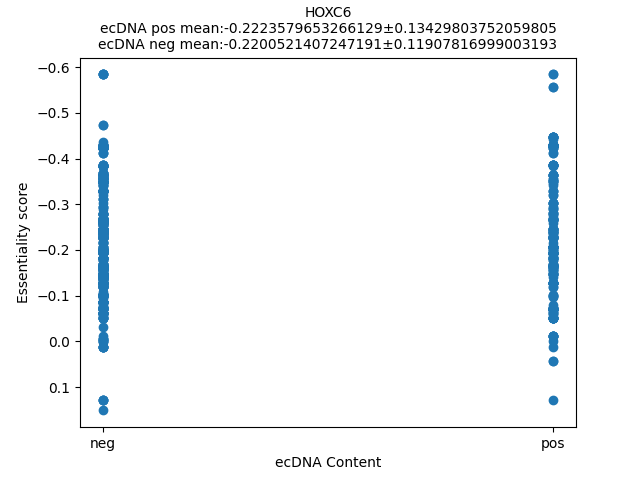 HOXC6
ecDNA pos mean:-0.2223579653266129±0.13429803752059805
ecDNA neg mean:-0.2200521407247191±0.11907816999003193
−0.6
−0.5
−0.4
−0.3
−0.2
−0.1
0.0
0.1
Essentiality score
neg
pos
ecDNA Content